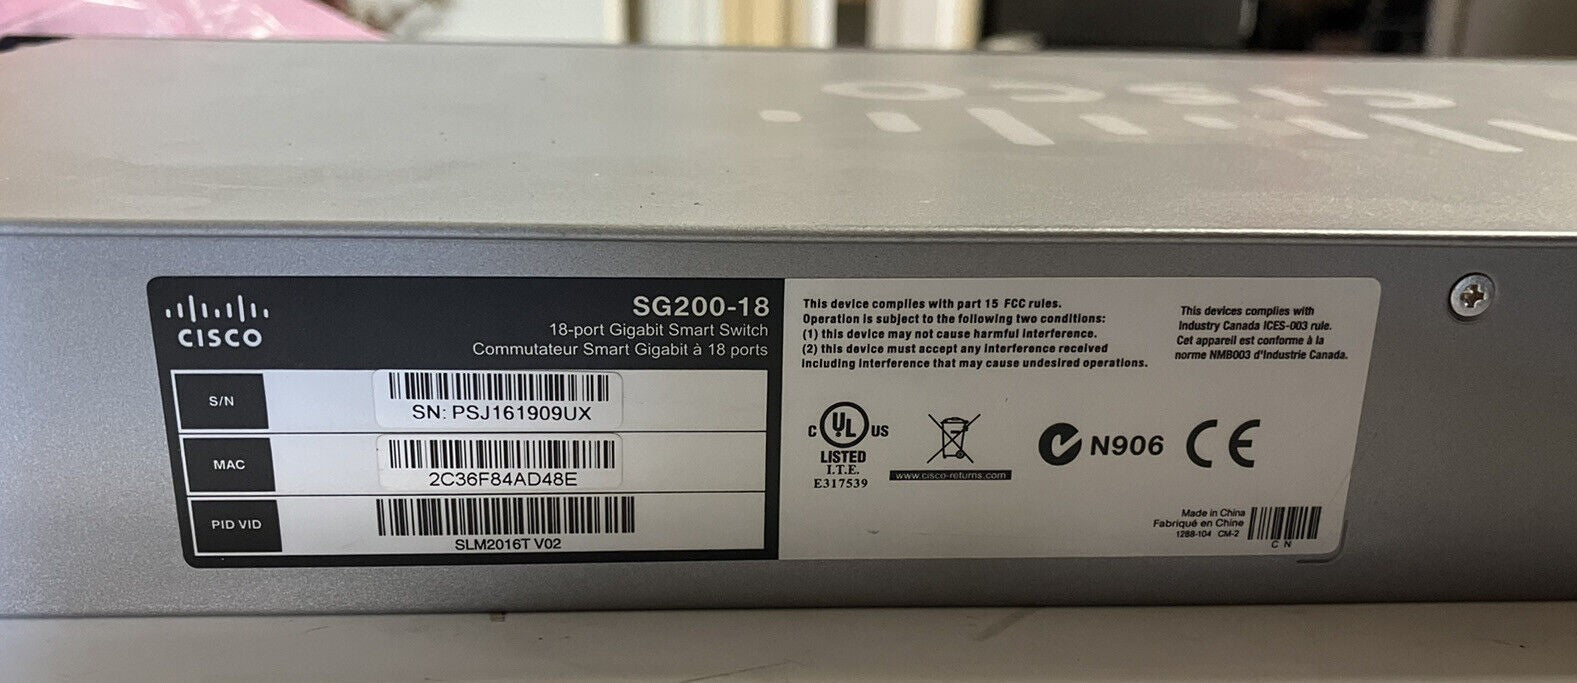 CISCO
CISCO
SG200-18
18-port Gigabit Smart Switch
Commutateur Smart Gigabit à 18 ports
S/N
SN: PSJ161909UX
MAC
2C36F84AD48E
PID VID
SLM2016T V02
This device complies with part 15 FCC rules.
Operation is subject to the following two conditions:
(1) this device may not cause harmful interference.
(2) this device must accept any interference received
including interference that may cause undesired operations.
This devices complies with
Industry Canada ICES-003 rule.
Cet appareil est conforme à la
norme NMB003 d'Industrie Canada.
C UL US
LISTED
I.T.E.
E317539
www.cisco-returns.com
N906
CE
Made in China
Fabriqué en Chine
1288-104 CM-2
C N